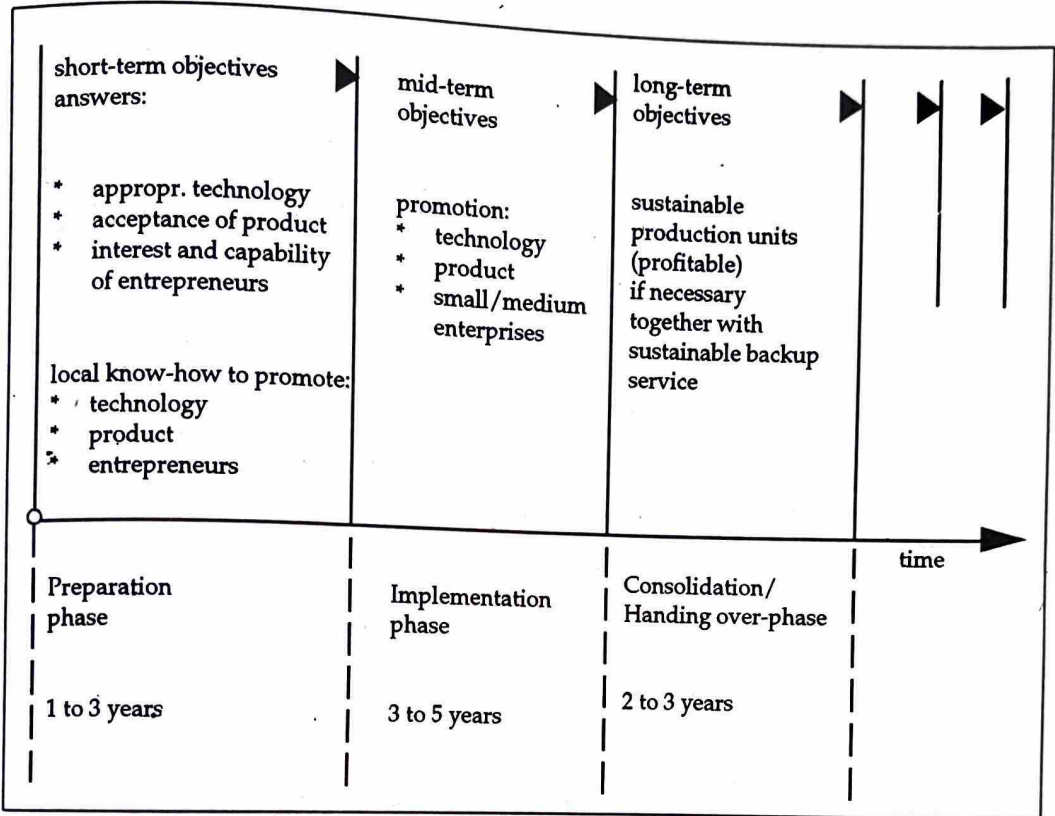 short-term objectives
answers:
* appropr. technology
* acceptance of product
* interest and capability
of entrepreneurs
local know-how to promote:
* technology
* product
* entrepreneurs
mid-term
objectives
promotion:
* technology
* product
* small/medium
enterprises
long-term
objectives
sustainable
production units
(profitable)
if necessary
together with
sustainable backup
service
time
Preparation
phase
1 to 3 years
Implementation
phase
3 to 5 years
Consolidation/
Handing over-phase
2 to 3 years